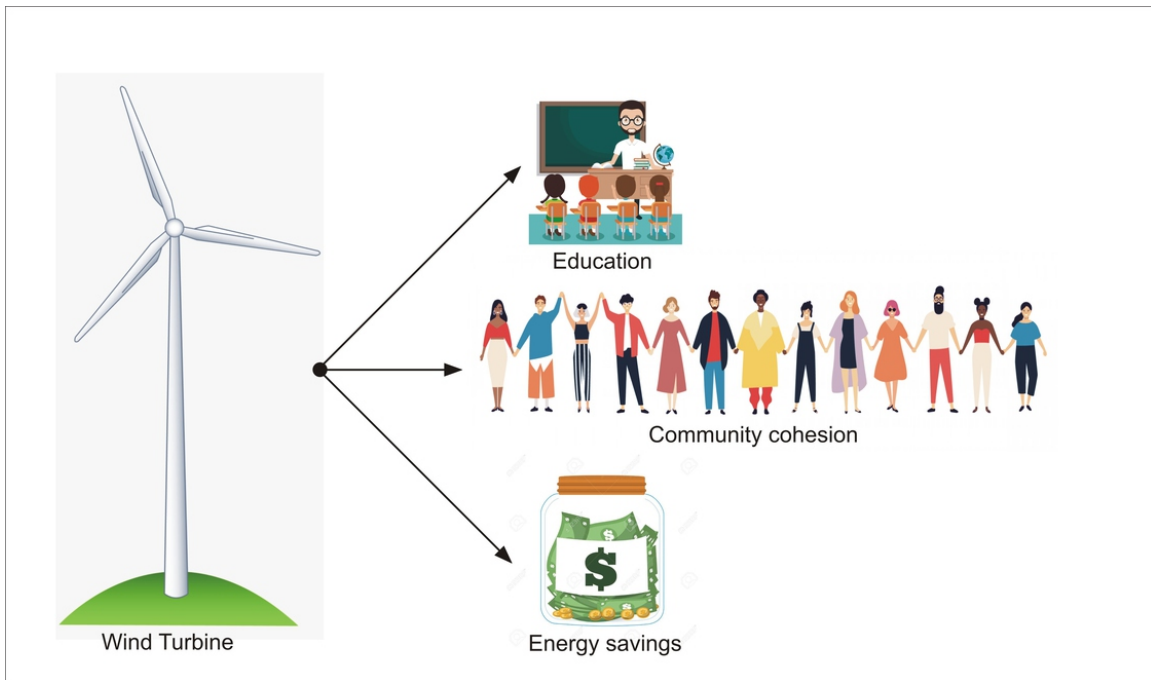 Education
Community cohesion
$
$
$
Energy savings
Wind Turbine